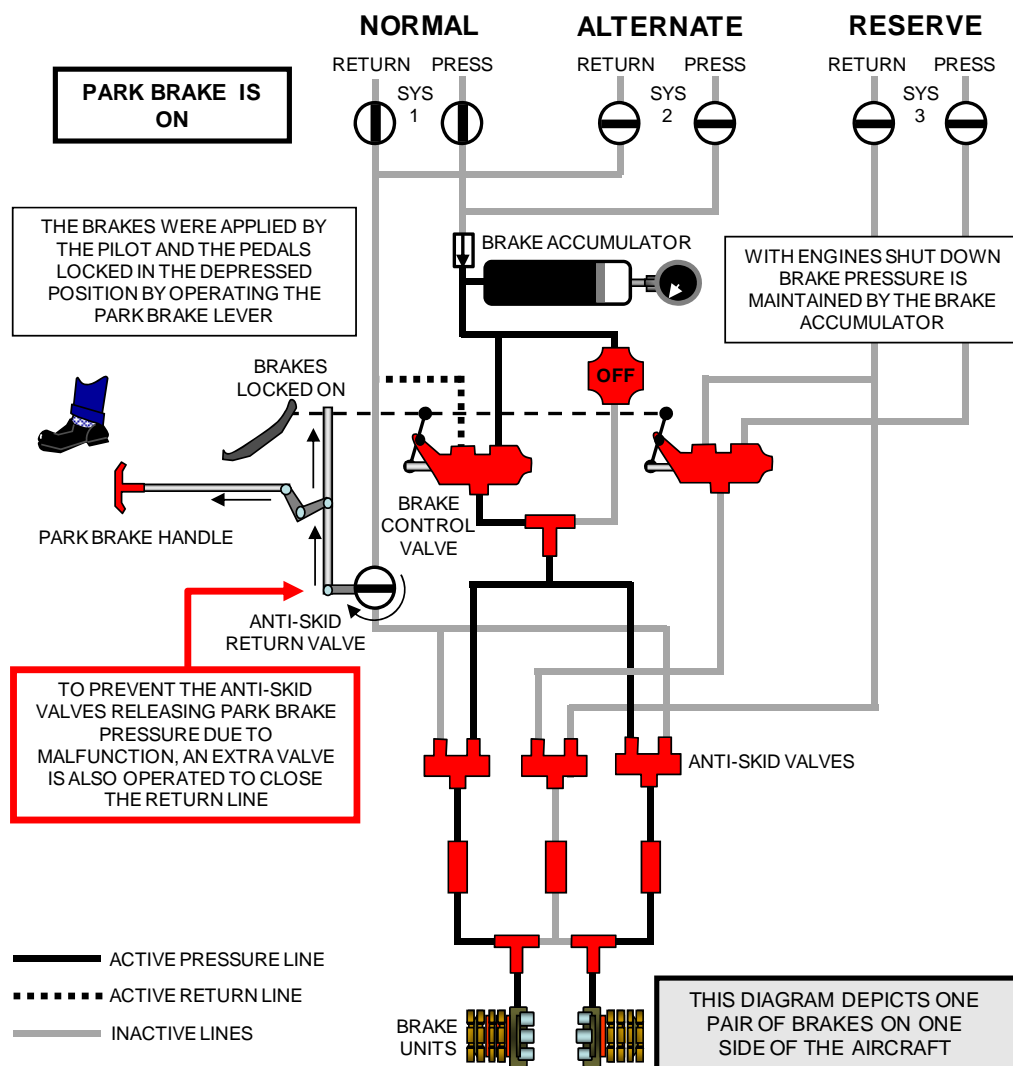 NORMAL ALTERNATE RESERVE
RETURN PRESS RETURN PRESS RETURN PRESS
SYS
1
SYS
2
SYS
3
PARK BRAKE IS
ON
THE BRAKES WERE APPLIED BY
THE PILOT AND THE PEDALS
LOCKED IN THE DEPRESSED
POSITION BY OPERATING THE
PARK BRAKE LEVER
BRAKE ACCUMULATOR
WITH ENGINES SHUT DOWN
BRAKE PRESSURE IS
MAINTAINED BY THE BRAKE
ACCUMULATOR
BRAKES
LOCKED ON
OFF
BRAKE
CONTROL
VALVE
PARK BRAKE HANDLE
ANTI-SKID
RETURN VALVE
TO PREVENT THE ANTI-SKID
VALVES RELEASING PARK BRAKE
PRESSURE DUE TO
MALFUNCTION, AN EXTRA VALVE
IS ALSO OPERATED TO CLOSE
THE RETURN LINE
ANTI-SKID VALVES
ACTIVE PRESSURE LINE
ACTIVE RETURN LINE
INACTIVE LINES
BRAKE
UNITS
THIS DIAGRAM DEPICTS ONE
PAIR OF BRAKES ON ONE
SIDE OF THE AIRCRAFT